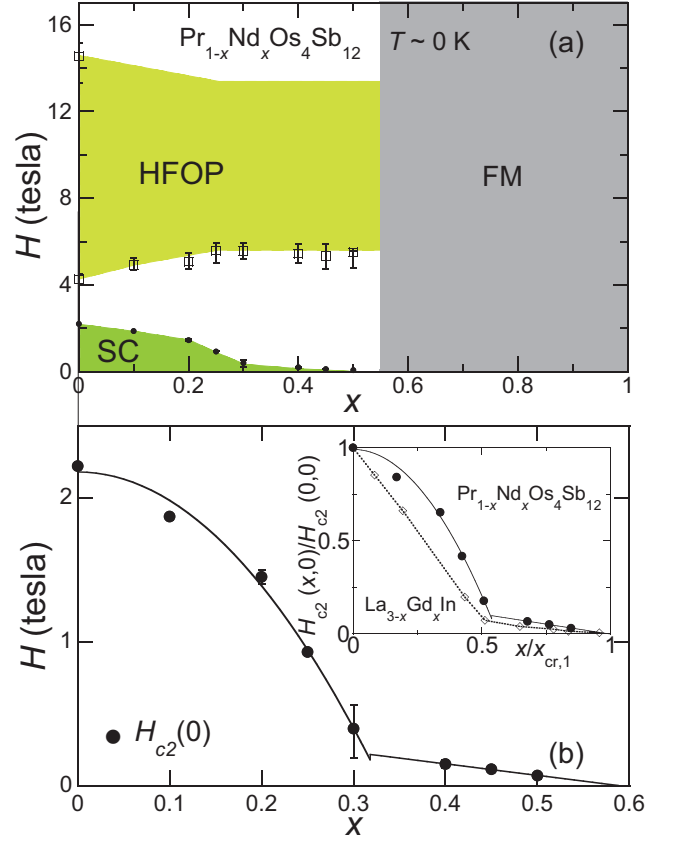 16
12
8
4
0
H (tesla)
Pr1-xNdxOs4Sb12
T ~ 0 K
(a)
HFOP
FM
SC
0 0.2 0.4 0.6 0.8 1
x
2
1
0
H (tesla)
Hc2(0)
(b)
0 0.1 0.2 0.3 0.4 0.5 0.6
x
1
0.5
0
Hc2 (x,0)/Hc2 (0,0)
Pr1-xNdxOs4Sb12
La3-xGdxIn
0 0.5 1
x/xcr,1